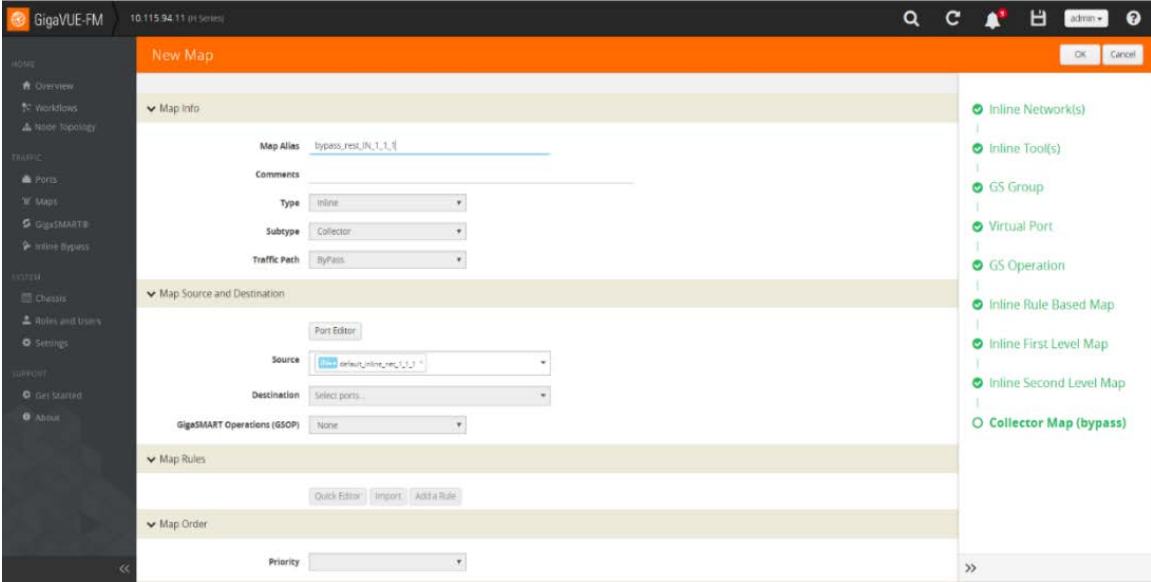 GigaVUE-FM
10.115.94.11 (H Series)
admin
New Map
OK
Cancel
HOME
Overview
Workflows
Node Topology
TRAFFIC
Ports
Maps
GigaSMART®
Inline Bypass
SYSTEM
Chassis
Roles and Users
Settings
SUPPORT
Get Started
About
Map Info
Map Alias bypass_rest_IN_1_1_1
Comments
Type Inline
Subtype Collector
Traffic Path ByPass
Map Source and Destination
Port Editor
Source default_inline_net_1_1_1
Destination Select ports...
GigaSMART Operations (GSOP) None
Map Rules
Quick Editor Import Add a Rule
Map Order
Priority
Inline Network(s)
Inline Tool(s)
GS Group
Virtual Port
GS Operation
Inline Rule Based Map
Inline First Level Map
Inline Second Level Map
Collector Map (bypass)